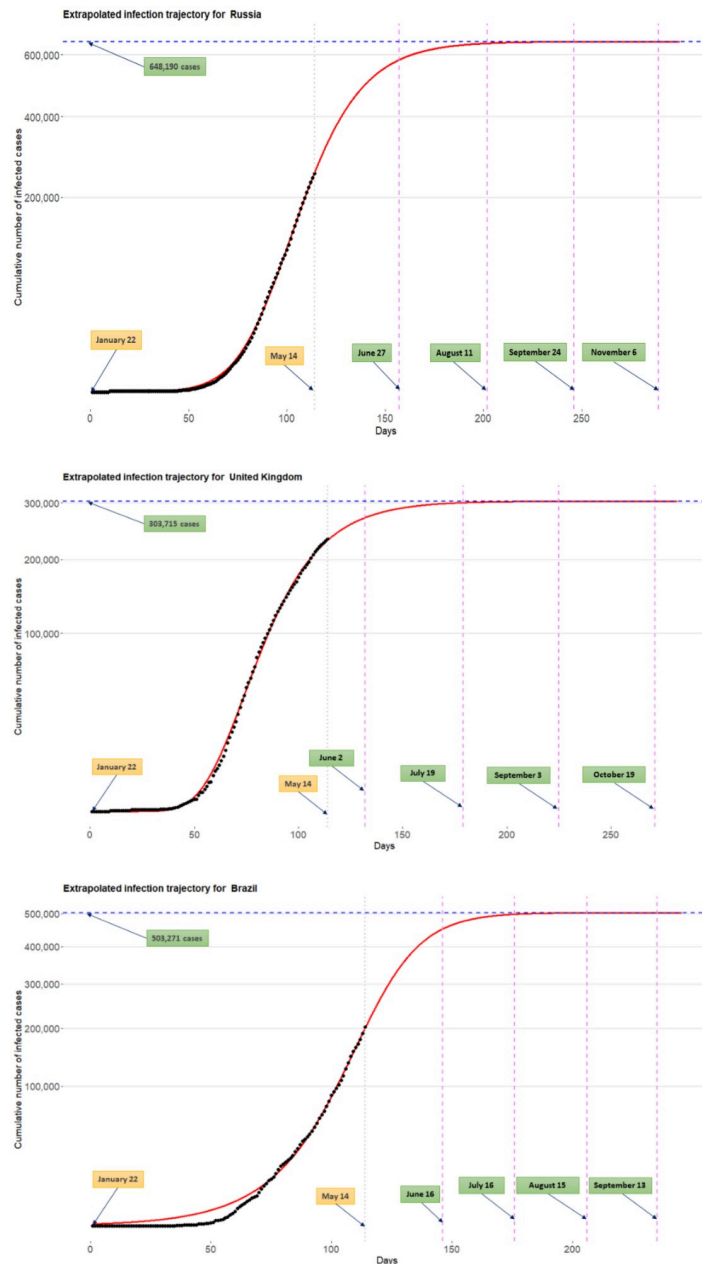 Extrapolated infection trajectory for Russia
600,000
648,190 cases
400,000
Cumulative number of infected cases
200,000
January 22
May 14
June 27
August 11
September 24
November 6
0
50
100
150
200
250
Days
Extrapolated infection trajectory for United Kingdom
300,000
303,715 cases
200,000
Cumulative number of infected cases
100,000
January 22
June 2
May 14
July 19
September 3
October 19
0
50
100
150
200
250
Days
Extrapolated infection trajectory for Brazil
500,000
503,271 cases
400,000
300,000
Cumulative number of infected cases
200,000
100,000
January 22
May 14
June 16
July 16
August 15
September 13
0
50
100
150
200
Days